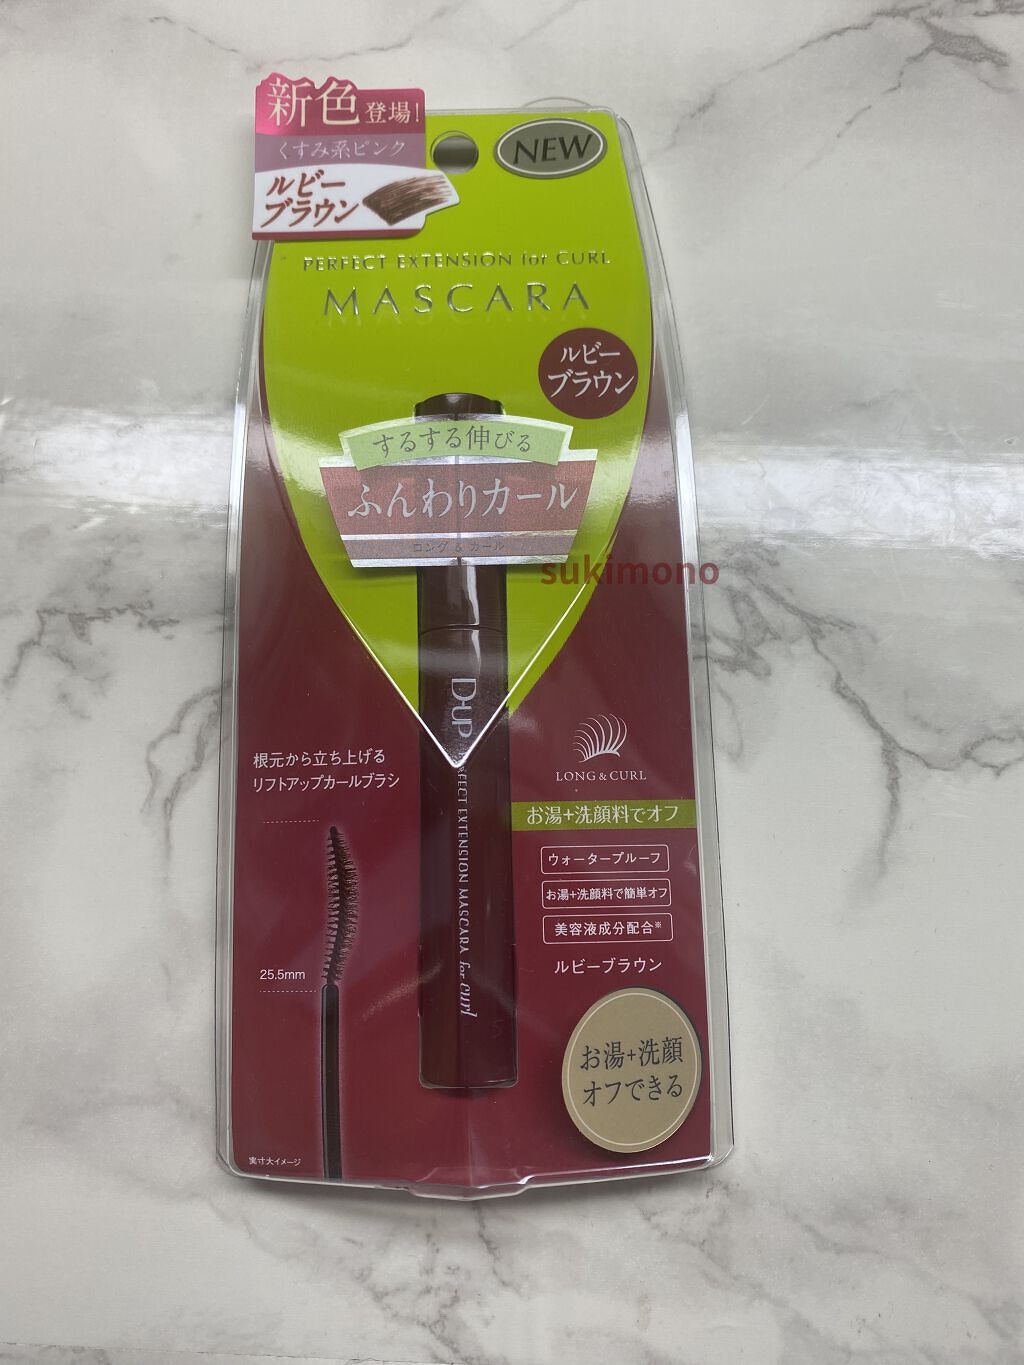 新色登場!
くすみ系ピンク
ルビー
ブラウン
NEW
PERFECT EXTENSION for CURL
MASCARA
ルビー
ブラウン
するする伸びる
ふんわりカール
ロング & カール
sukimono
D-UP
PERFECT EXTENSION MASCARA for curl
根元から立ち上げる
リフトアップカールブラシ
25.5mm
実寸大イメージ
LONG & CURL
お湯+洗顔料でオフ
ウォータープルーフ
お湯+洗顔料で簡単オフ
美容液成分配合※
ルビーブラウン
お湯+洗顔
オフできる